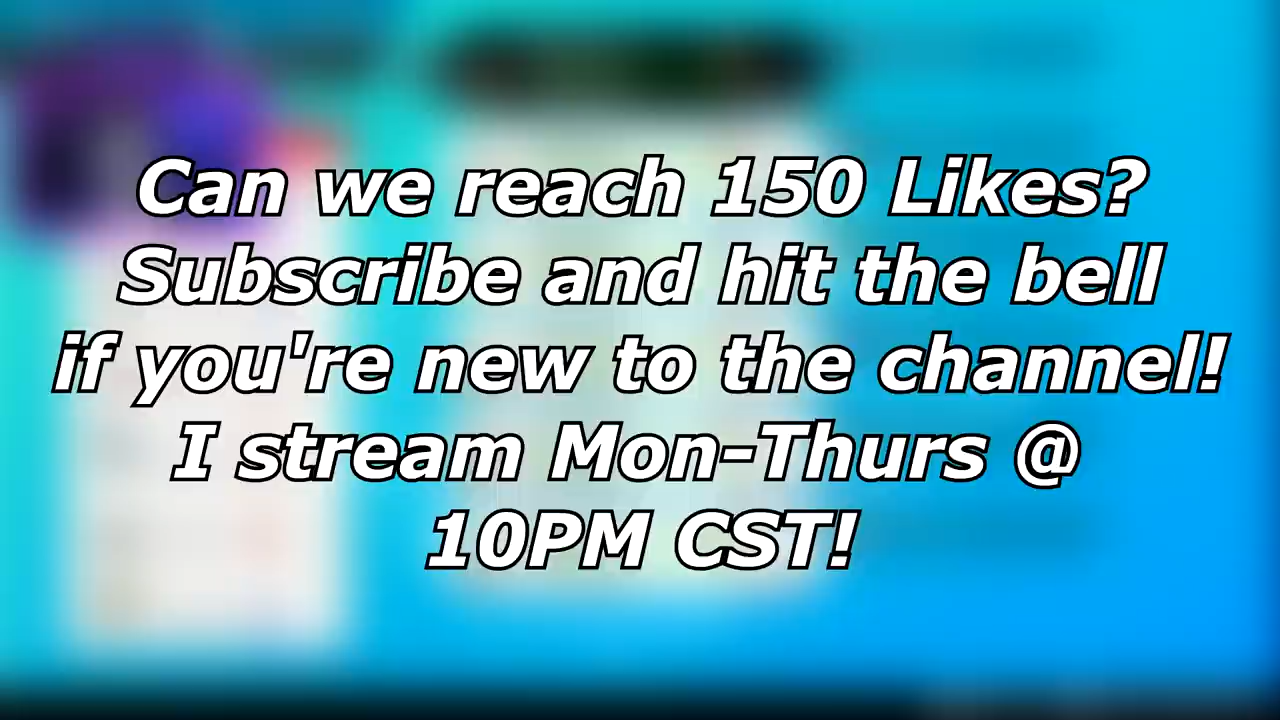 Can we reach 150 Likes?
Subscribe and hit the bell
if you're new to the channel!
I stream Mon-Thurs @
10PM CST!